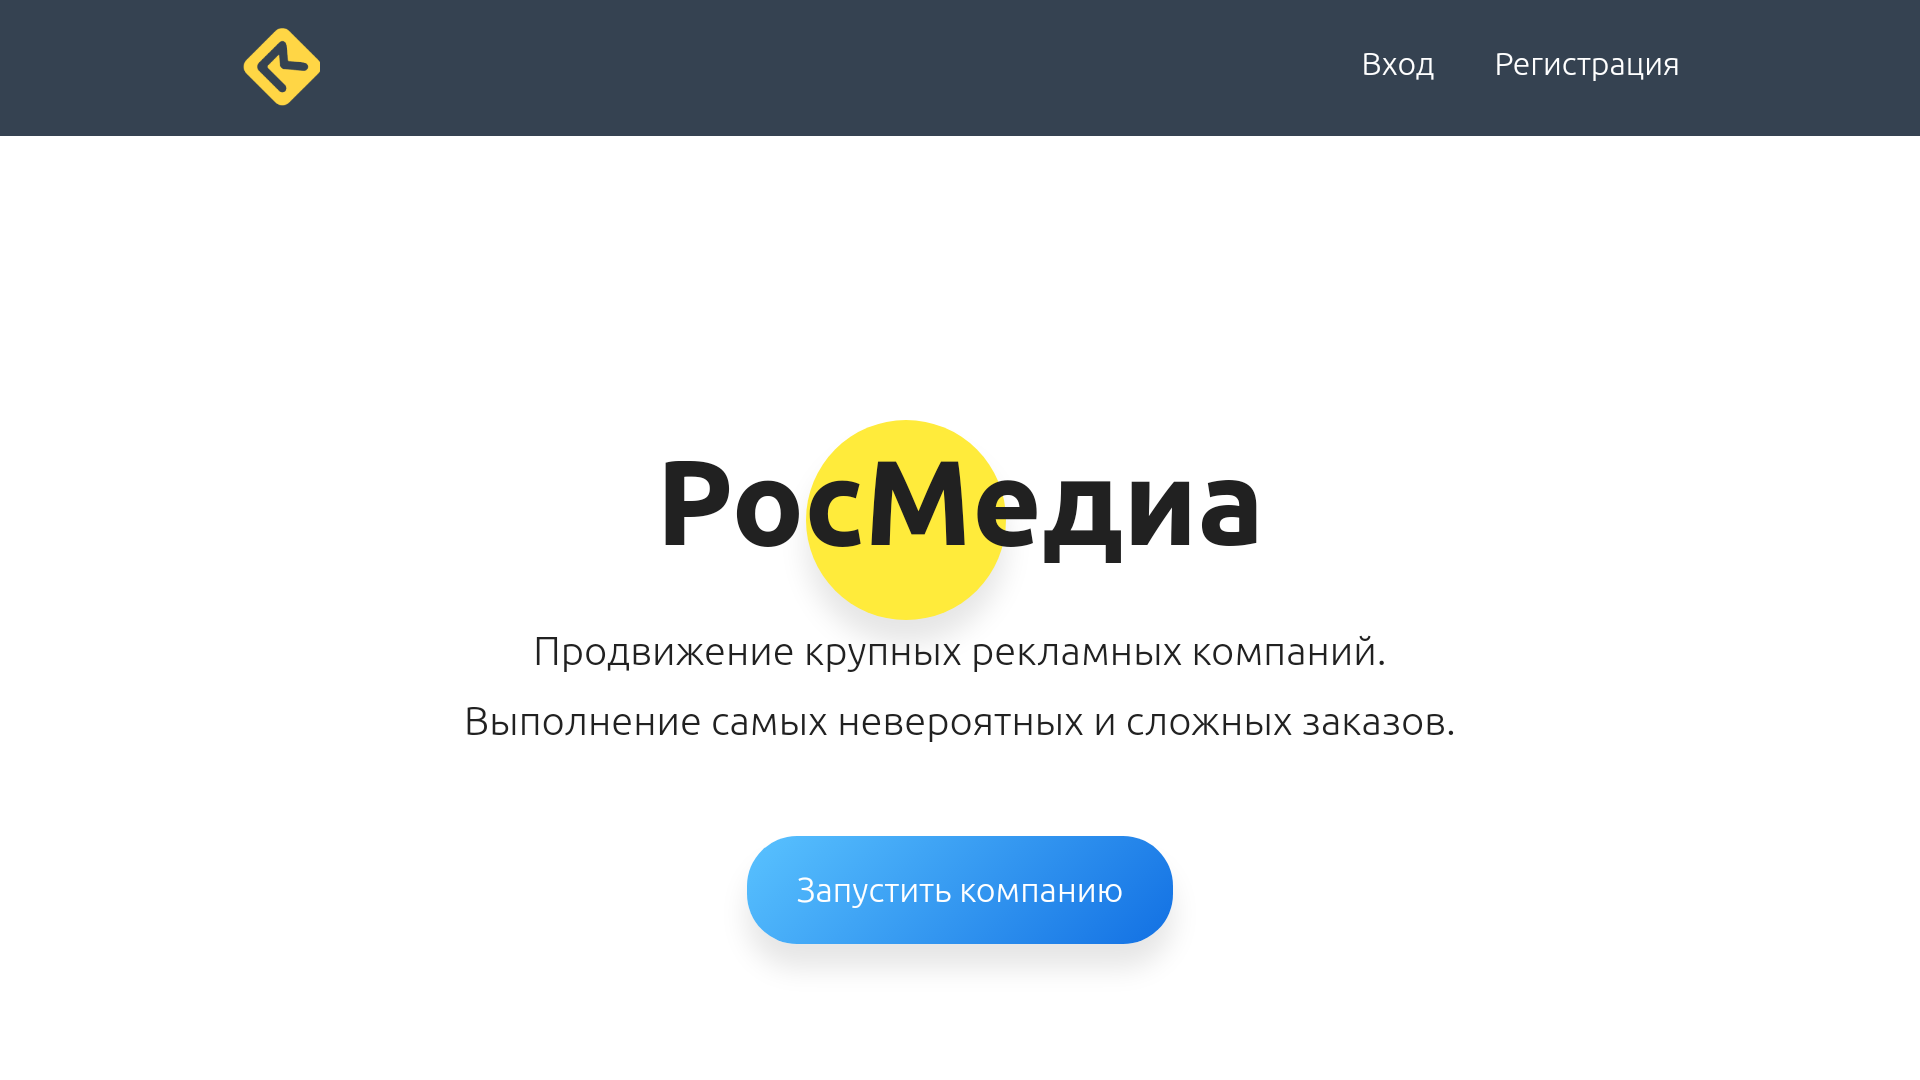 Вход Регистрация
РосМедиа
Продвижение крупных рекламных компаний.
Выполнение самых невероятных и сложных заказов.
Запустить компанию